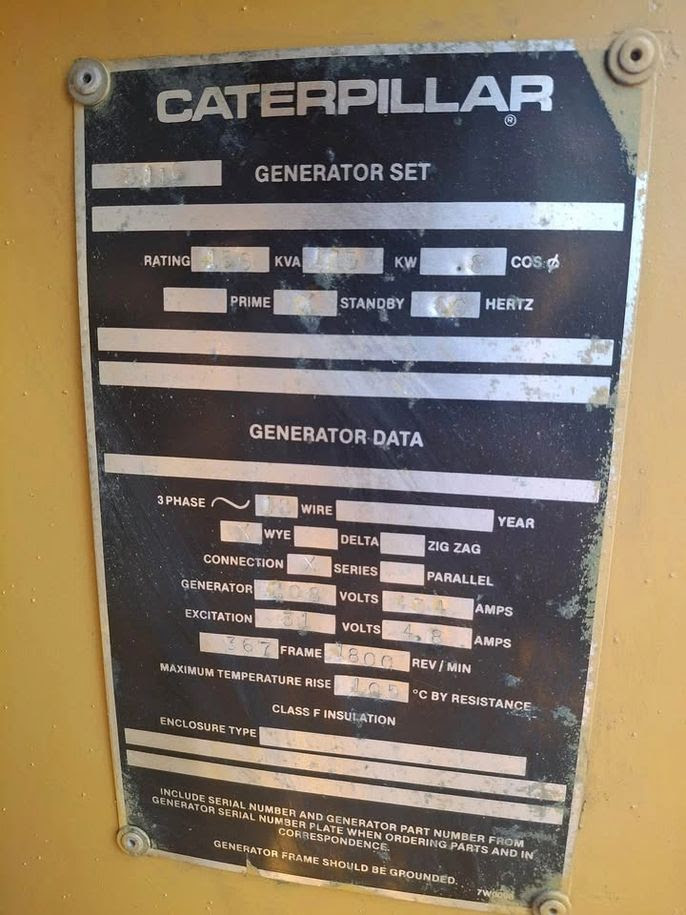 CATERPILLAR®
GENERATOR SET
RATING KVA KW .8 COS φ
PRIME STANDBY HERTZ
GENERATOR DATA
3 PHASE WIRE YEAR
X WYE DELTA ZIG ZAG
CONNECTION X SERIES PARALLEL
GENERATOR VOLTS AMPS
EXCITATION VOLTS 4.8 AMPS
367 FRAME 1800 REV / MIN
MAXIMUM TEMPERATURE RISE °C BY RESISTANCE
CLASS F INSULATION
ENCLOSURE TYPE
INCLUDE SERIAL NUMBER AND GENERATOR PART NUMBER FROM
GENERATOR SERIAL NUMBER PLATE WHEN ORDERING PARTS AND IN
CORRESPONDENCE.
GENERATOR FRAME SHOULD BE GROUNDED.